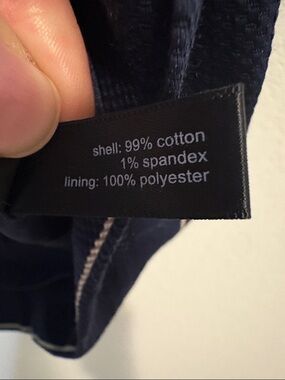 shell: 99% cotton
1% spandex
lining: 100% polyester